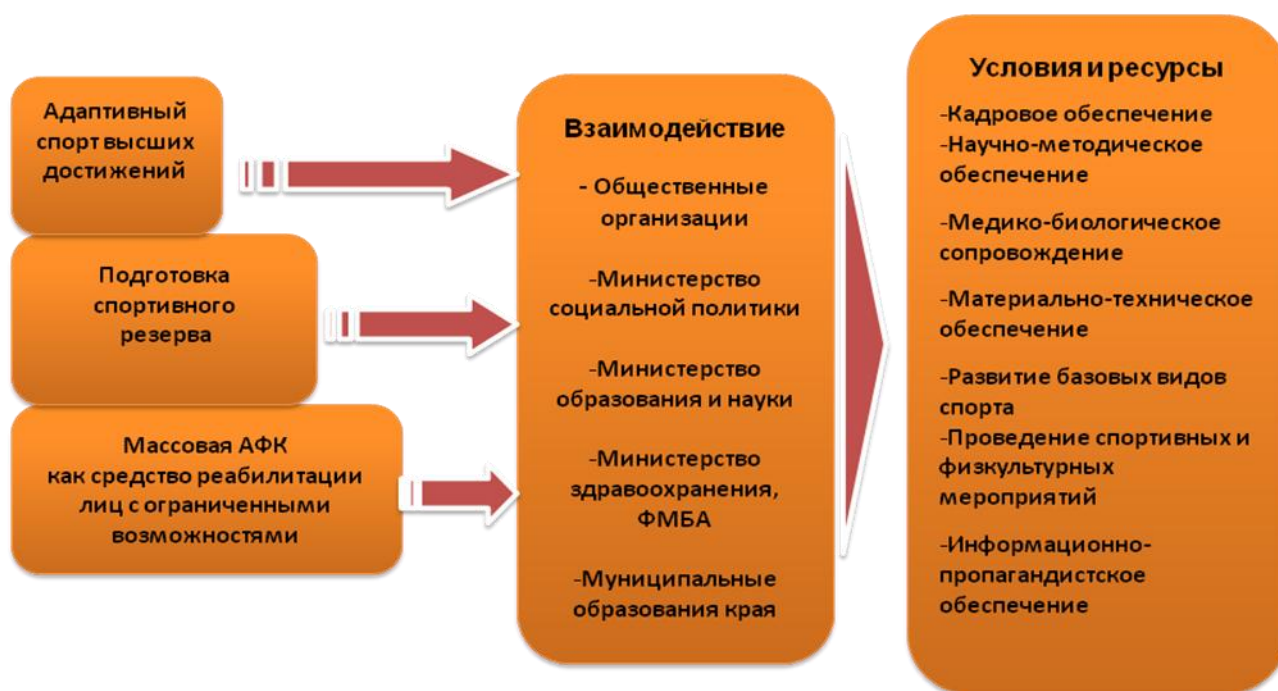 Адаптивный
спорт высших
достижений
Подготовка
спортивного
резерва
Массовая АФК
как средство реабилитации
лиц с ограниченными
возможностями
Взаимодействие
- Общественные
организации
-Министерство
социальной политики
-Министерство
образования и науки
-Министерство
здравоохранения,
ФМБА
-Муниципальные
образования края
Условия и ресурсы
-Кадровое обеспечение
-Научно-методическое
обеспечение
-Медико-биологическое
сопровождение
-Материально-техническое
обеспечение
-Развитие базовых видов
спорта
-Проведение спортивных и
физкультурных
мероприятий
-Информационно-
пропагандистское
обеспечение